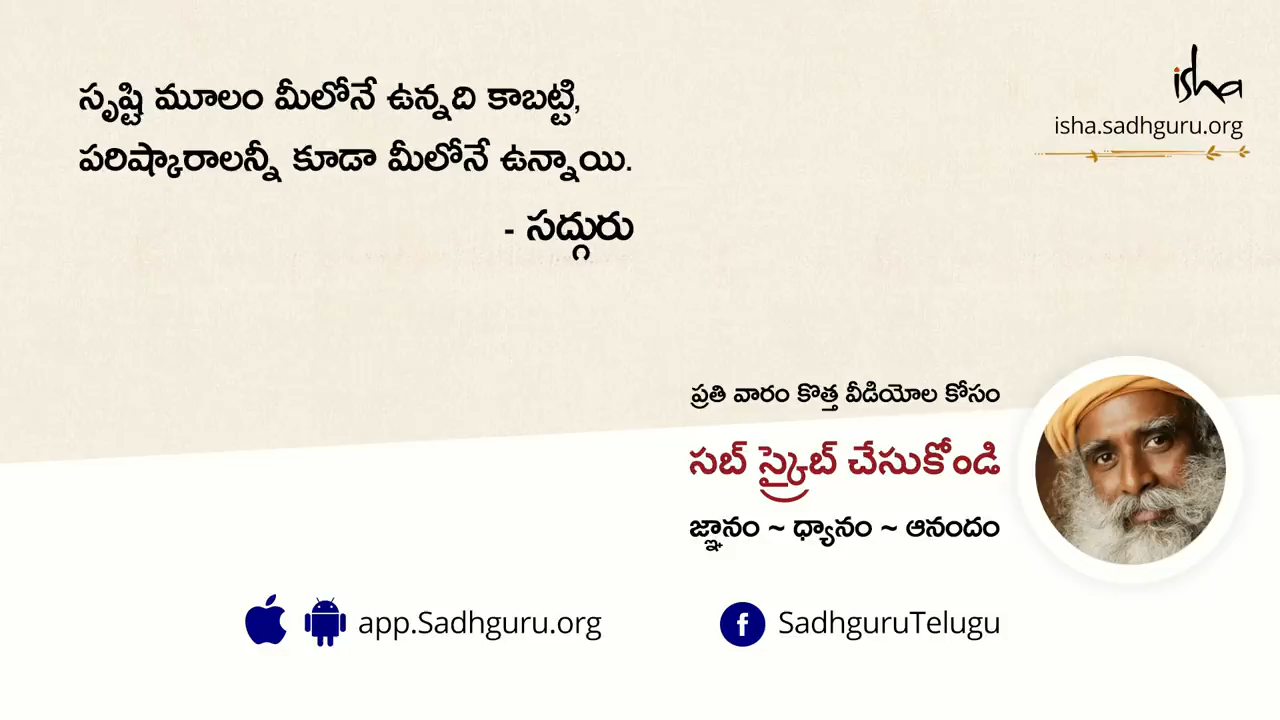 సృష్టి మూలం మీలోనే ఉన్నది కాబట్టి,
పరిష్కారాలన్నీ కూడా మీలోనే ఉన్నాయి.
- సద్గురు
isha
isha.sadhguru.org
ప్రతి వారం కొత్త వీడియోల కోసం
సబ్ స్క్రైబ్ చేసుకోండి
జ్ఞానం ~ ధ్యానం ~ ఆనందం
app.Sadhguru.org
SadhguruTelugu